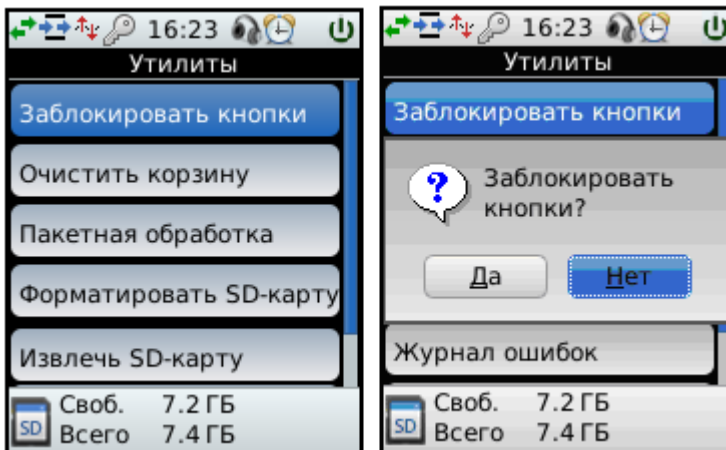 16:23
Утилиты
Заблокировать кнопки
Очистить корзину
Пакетная обработка
Форматировать SD-карту
Извлечь SD-карту
SD
Своб. 7.2 ГБ
Всего 7.4 ГБ
16:23
Утилиты
Заблокировать кнопки
?
Заблокировать
кнопки?
Да Нет
Журнал ошибок
SD
Своб. 7.2 ГБ
Всего 7.4 ГБ